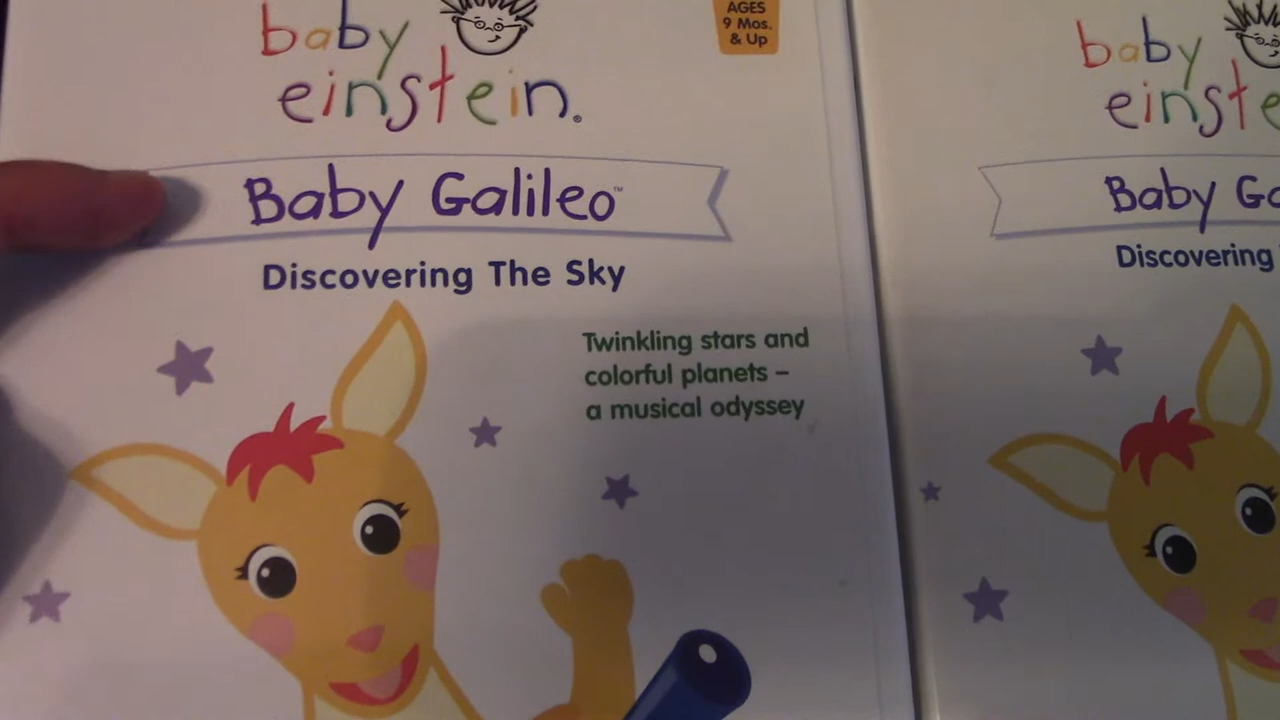 baby
einstein.®
AGES
9 Mos.
& Up
Baby Galileo™
Discovering The Sky
Twinkling stars and
colorful planets –
a musical odyssey
baby
einste
Baby Ga
Discovering